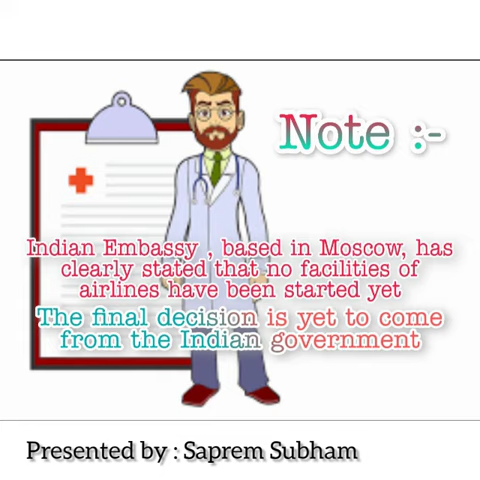 Note :-
Indian Embassy , based in Moscow, has
clearly stated that no facilities of
airlines have been started yet
The final decision is yet to come
from the Indian government
Presented by : Saprem Subham